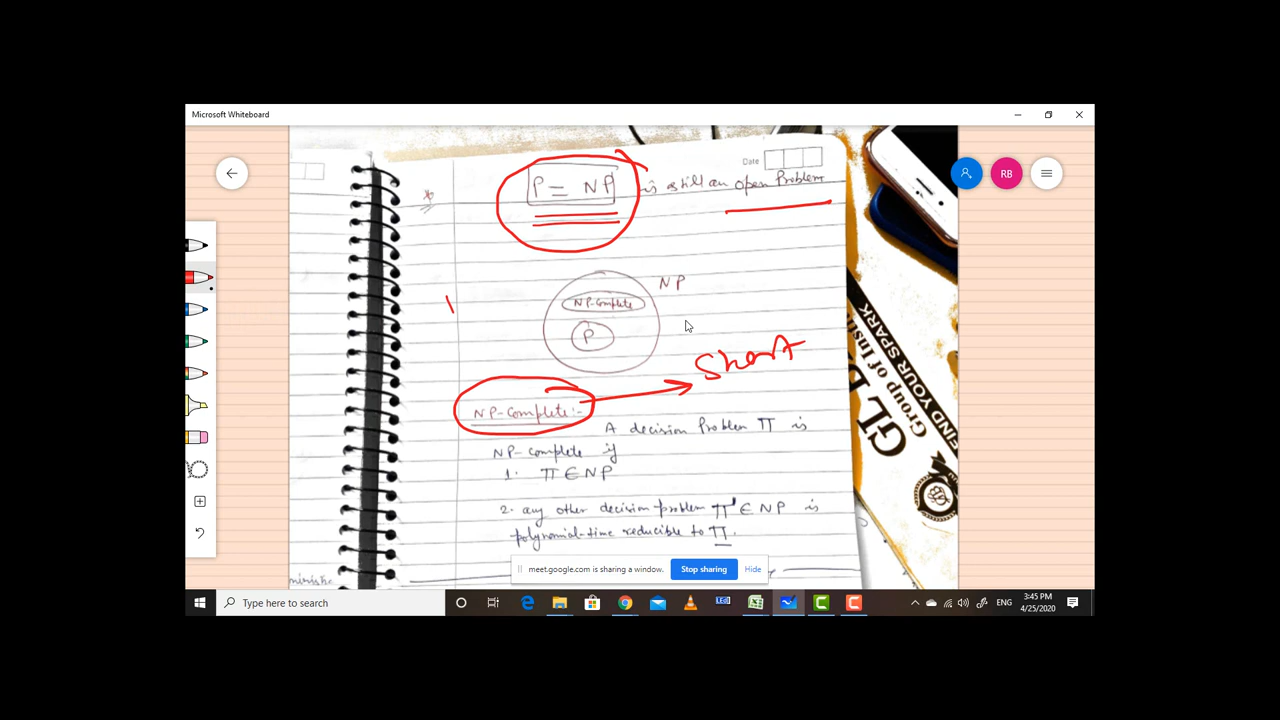 Microsoft Whiteboard
Date
P = NP is still an open Problem
RB
NP
NP-Complete
P
Short
NP-Complete:-
A decision Problem π is
NP-complete if
1. π ∈ NP
2. any other decision problem π' ∈ NP is
polynomial-time reducible to π.
FIND YOUR SPARK
Group of Inst
GL B
meet.google.com is sharing a window.
Stop sharing
Hide
Type here to search
ENG
3:45 PM
4/25/2020